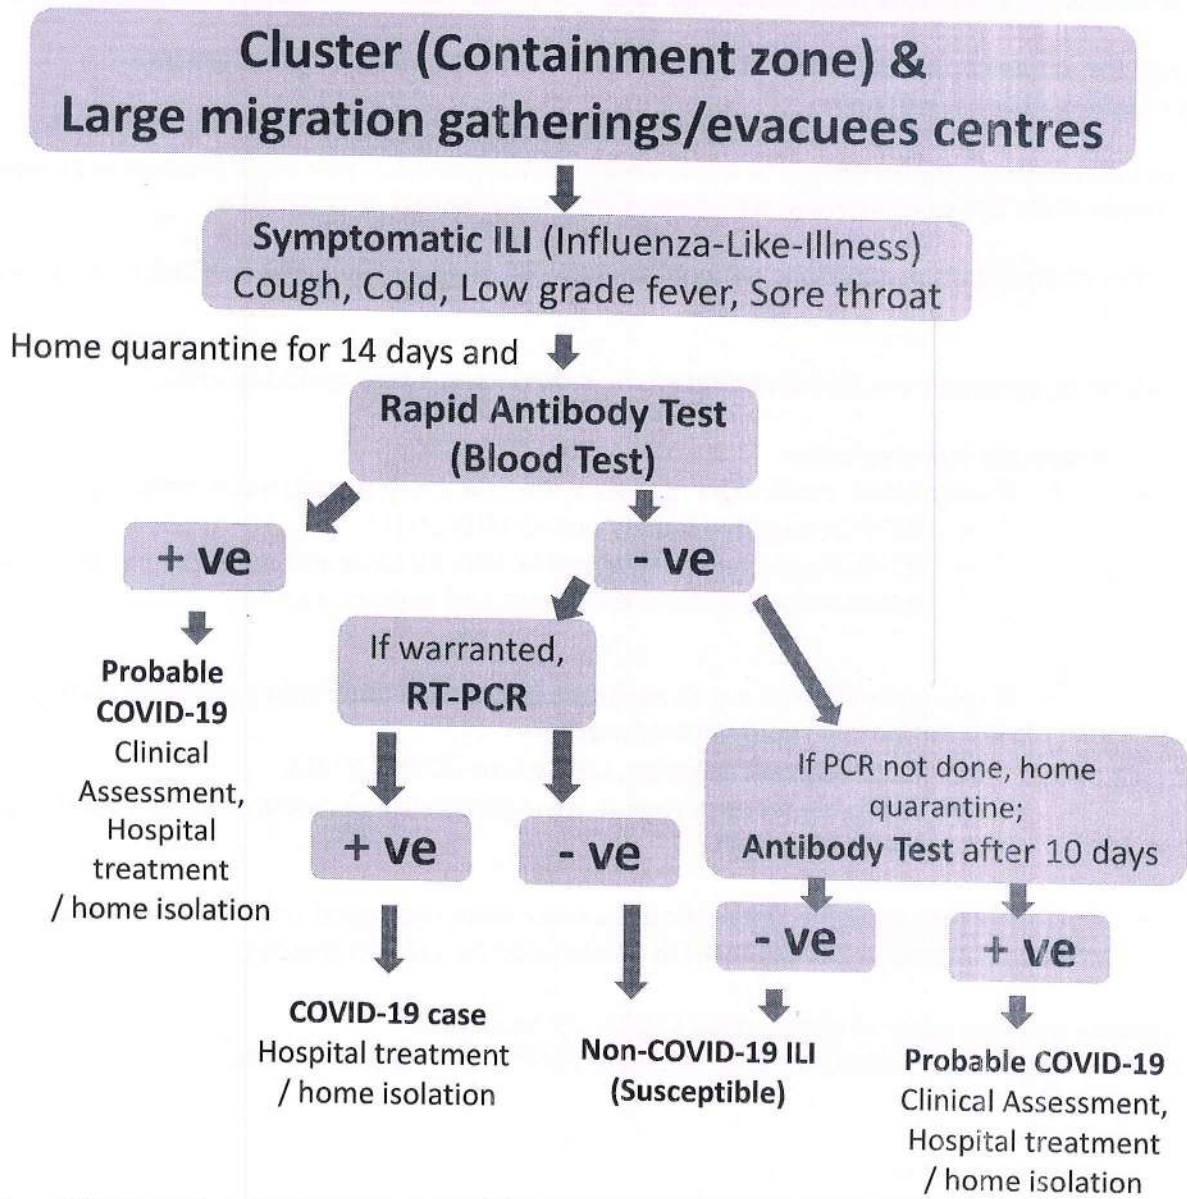 Cluster (Containment zone) &
Large migration gatherings/evacuees centres
Symptomatic ILI (Influenza-Like-Illness)
Cough, Cold, Low grade fever, Sore throat
Home quarantine for 14 days and
Rapid Antibody Test
(Blood Test)
+ ve
- ve
Probable
COVID-19
Clinical
Assessment,
Hospital
treatment
/ home isolation
If warranted,
RT-PCR
If PCR not done, home
quarantine;
Antibody Test after 10 days
+ ve
- ve
- ve
+ ve
COVID-19 case
Hospital treatment
/ home isolation
Non-COVID-19 ILI
(Susceptible)
Probable COVID-19
Clinical Assessment,
Hospital treatment
/ home isolation